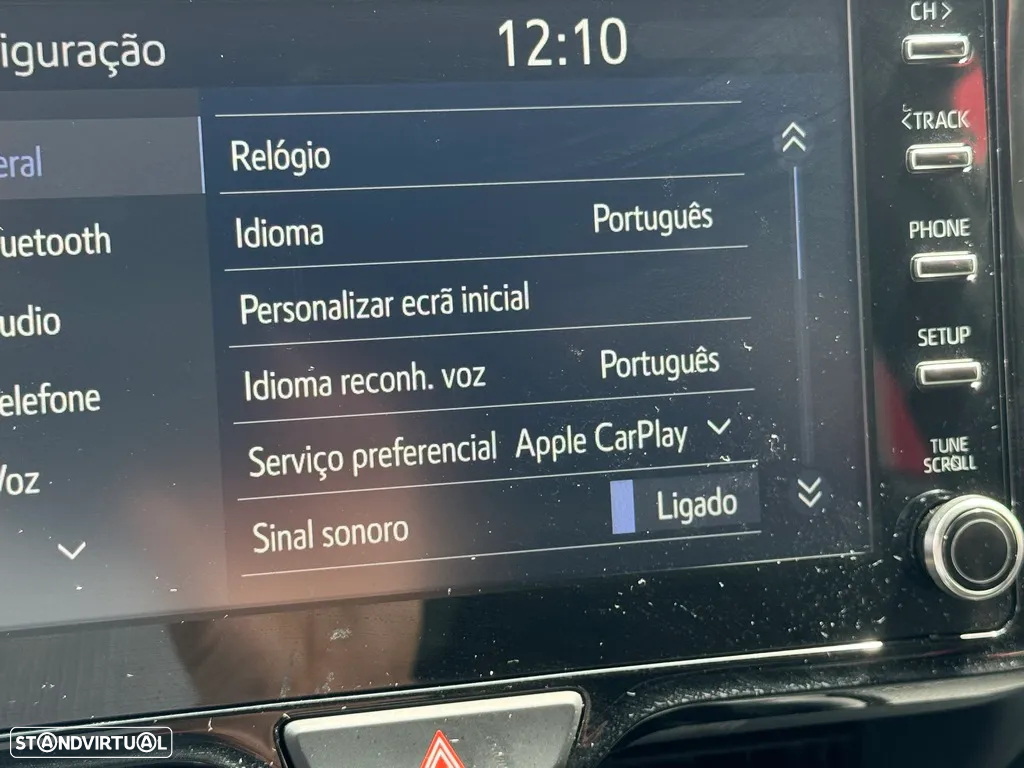 iguração
12:10
CH >
eral
Relógio
<TRACK
uetooth
Idioma
Português
PHONE
udio
Personalizar ecrã inicial
SETUP
elefone
Idioma reconh. voz
Português
Voz
Serviço preferencial
Apple CarPlay
TUNE
SCROLL
Sinal sonoro
Ligado
STANDVIRTUAL